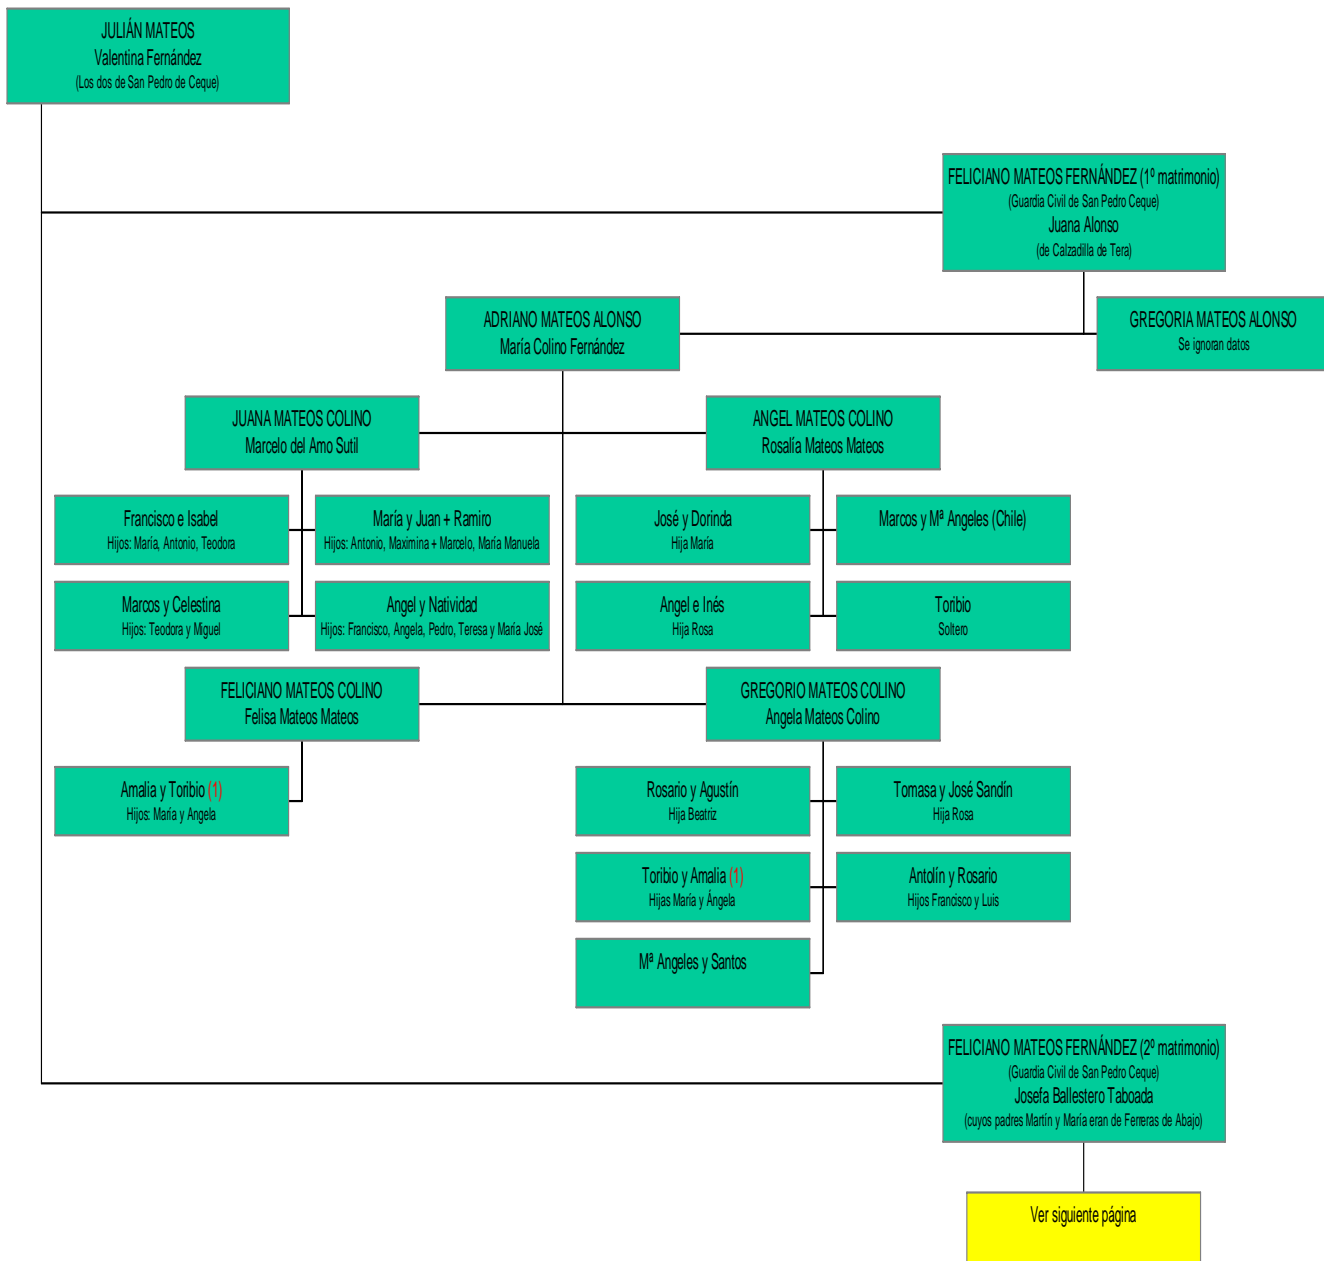 JULIÁN MATEOS
Valentina Fernández
(Los dos de San Pedro de Ceque)
FELICIANO MATEOS FERNÁNDEZ (1º matrimonio)
(Guardia Civil de San Pedro Ceque)
Juana Alonso
(de Calzadilla de Tera)
ADRIANO MATEOS ALONSO
María Colino Fernández
GREGORIA MATEOS ALONSO
Se ignoran datos
JUANA MATEOS COLINO
Marcelo del Amo Sutil
ANGEL MATEOS COLINO
Rosalía Mateos Mateos
Francisco e Isabel
Hijos: María, Antonio, Teodora
María y Juan + Ramiro
Hijos: Antonio, Maximina + Marcelo, María Manuela
José y Dorinda
Hija María
Marcos y Mª Angeles (Chile)
Marcos y Celestina
Hijos: Teodora y Miguel
Angel y Natividad
Hijos: Francisco, Angela, Pedro, Teresa y María José
Angel e Inés
Hija Rosa
Toribio
Soltero
FELICIANO MATEOS COLINO
Felisa Mateos Mateos
GREGORIO MATEOS COLINO
Angela Mateos Colino
Amalia y Toribio (1)
Hijos: María y Angela
Rosario y Agustín
Hija Beatriz
Tomasa y José Sandín
Hija Rosa
Toribio y Amalia (1)
Hijas María y Ángela
Antolín y Rosario
Hijos Francisco y Luis
Mª Angeles y Santos
FELICIANO MATEOS FERNÁNDEZ (2º matrimonio)
(Guardia Civil de San Pedro Ceque)
Josefa Ballestero Taboada
(cuyos padres Martín y María eran de Ferreras de Abajo)
Ver siguiente página